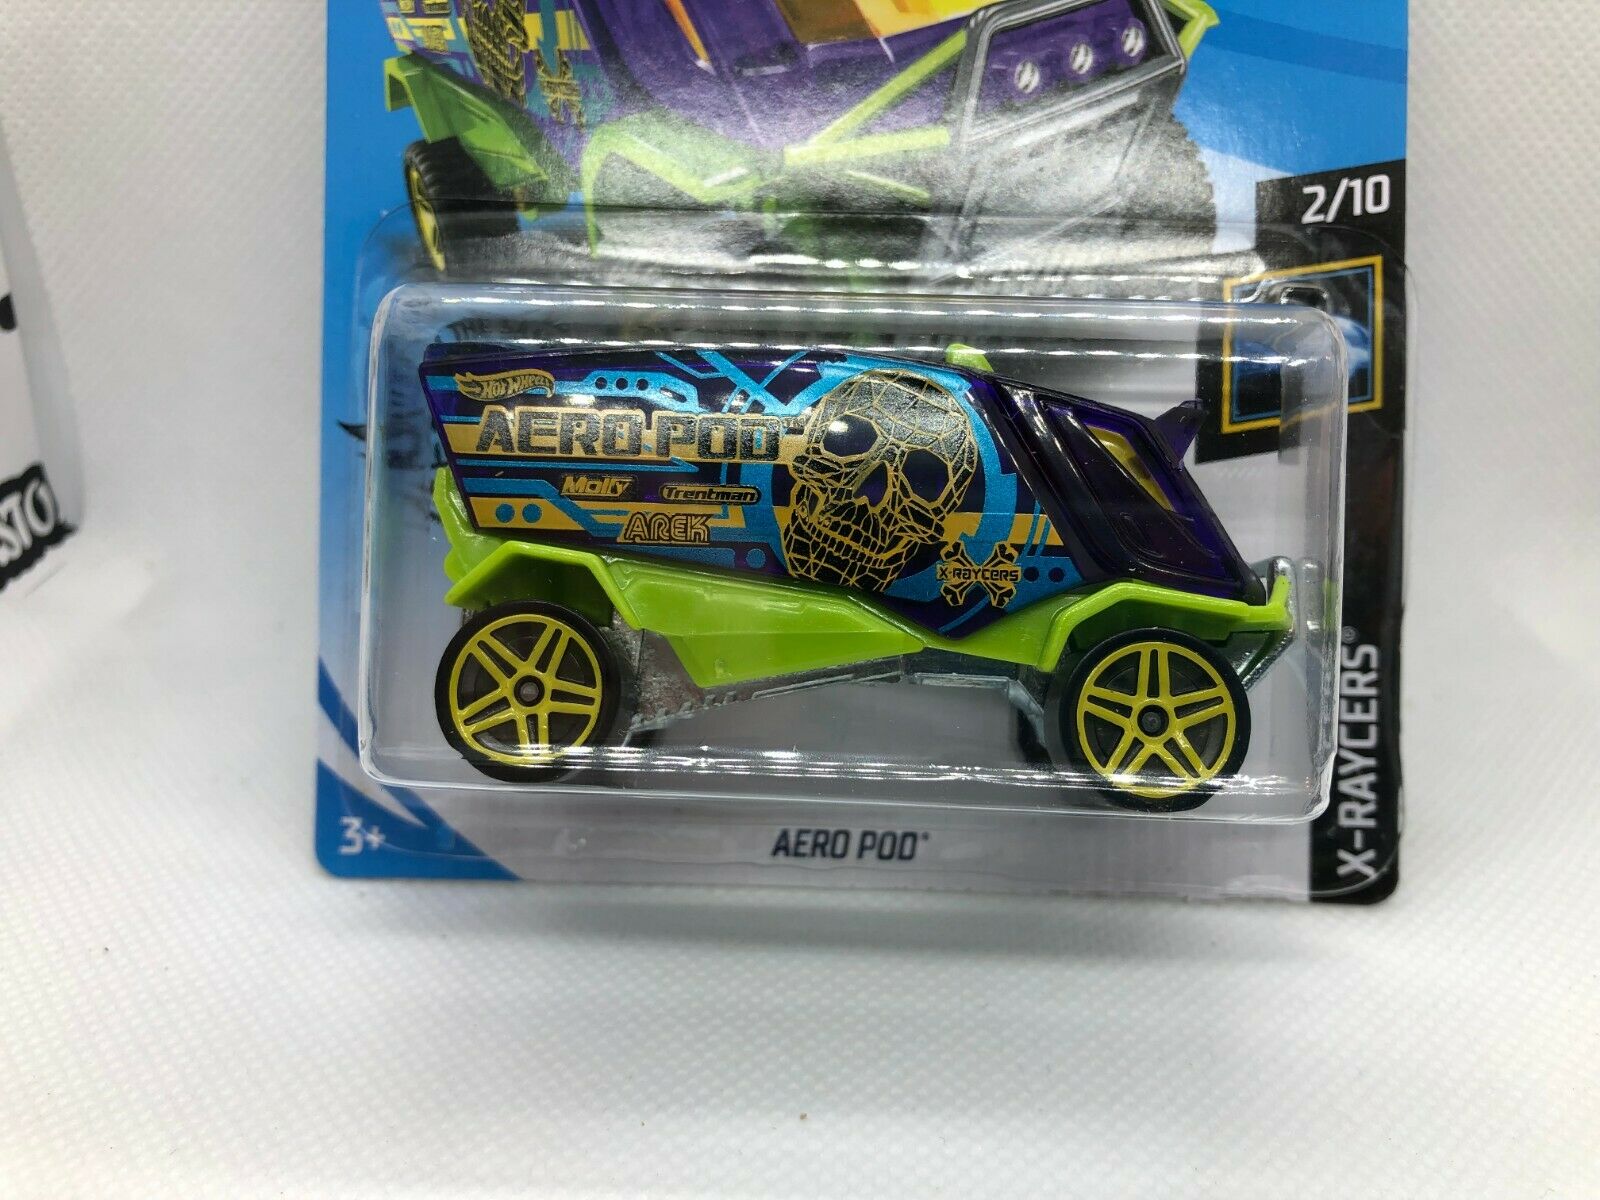 2/10
HOT WHEELS
AERO POD
Molly
Trentman
AREK
X-RAYCERS
X-RAYCERS®
AERO POD
3+